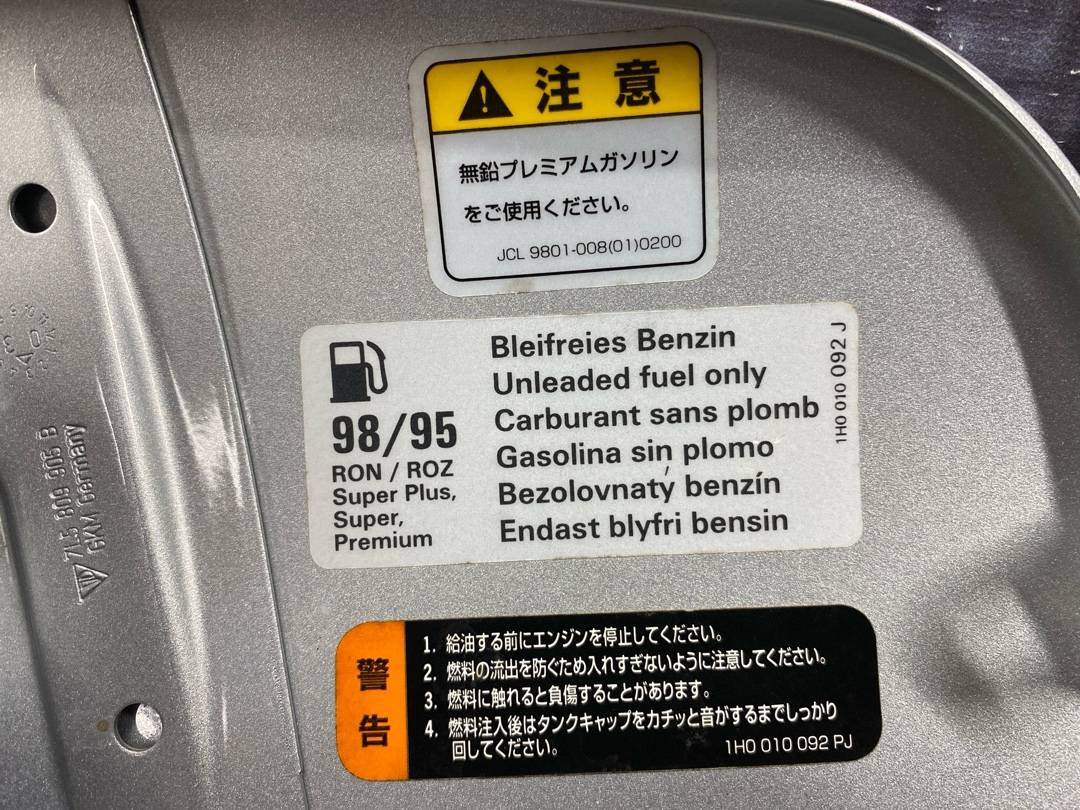 注意
無鉛プレミアムガソリン
をご使用ください。
JCL 9801-008(01)0200
98/95
RON / ROZ
Super Plus,
Super,
Premium
Bleifreies Benzin
Unleaded fuel only
Carburant sans plomb
Gasolina sin plomo
Bezolovnatý benzín
Endast blyfri bensin
1H0 010 092 J
警告
1. 給油する前にエンジンを停止してください。
2. 燃料の流出を防ぐため入れすぎないように注意してください。
3. 燃料に触れると負傷することがあります。
4. 燃料注入後はタンクキャップをカチッと音がするまでしっかり
回してください。
1H0 010 092 PJ
7L5 809 905 B
GKM Germany